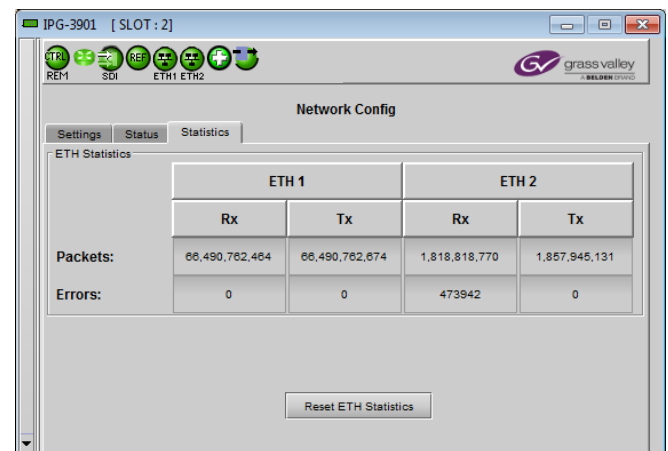 IPG-3901 [ SLOT : 2]
CTRL REF
REM SDI ETH1 ETH2
GV grass valley
A BELDEN BRAND
Network Config
Settings Status Statistics
ETH Statistics
ETH 1 ETH 2
Rx Tx Rx Tx
Packets: 66,490,762,464 66,490,762,674 1,818,818,770 1,857,945,131
Errors: 0 0 473942 0
Reset ETH Statistics